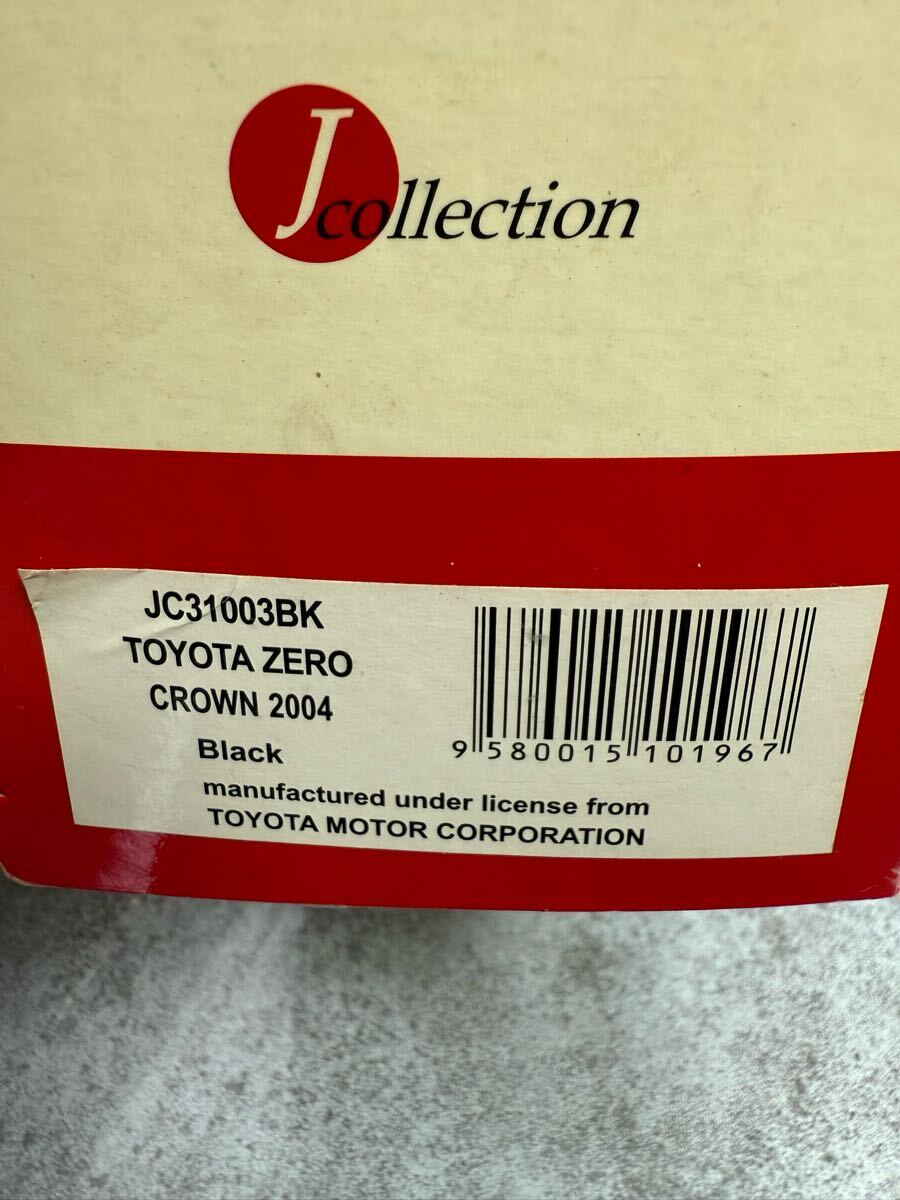 Jcollection
JC31003BK
TOYOTA ZERO
CROWN 2004
Black
9 580015 101967
manufactured under license from
TOYOTA MOTOR CORPORATION